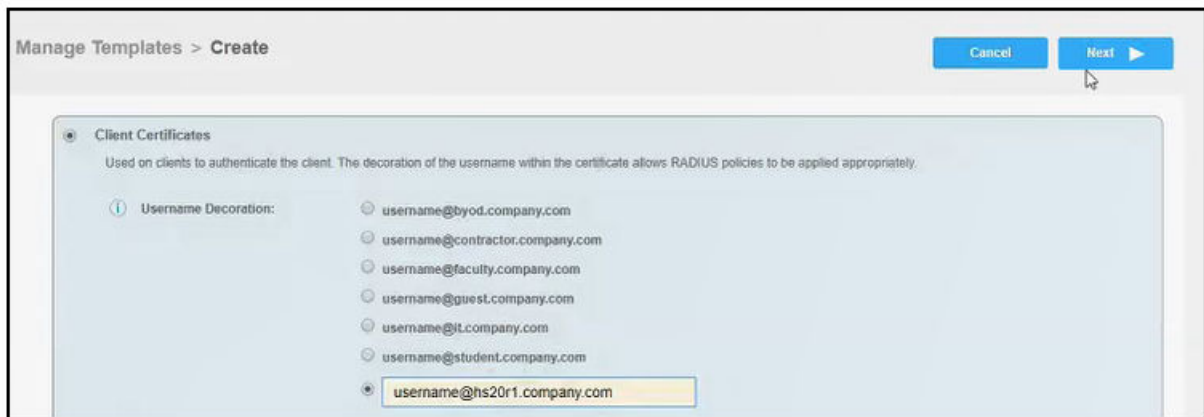 Manage Templates > Create
Cancel
Next
Client Certificates
Used on clients to authenticate the client. The decoration of the username within the certificate allows RADIUS policies to be applied appropriately.
Username Decoration:
username@byod.company.com
username@contractor.company.com
username@faculty.company.com
username@guest.company.com
username@it.company.com
username@student.company.com
username@hs20r1.company.com